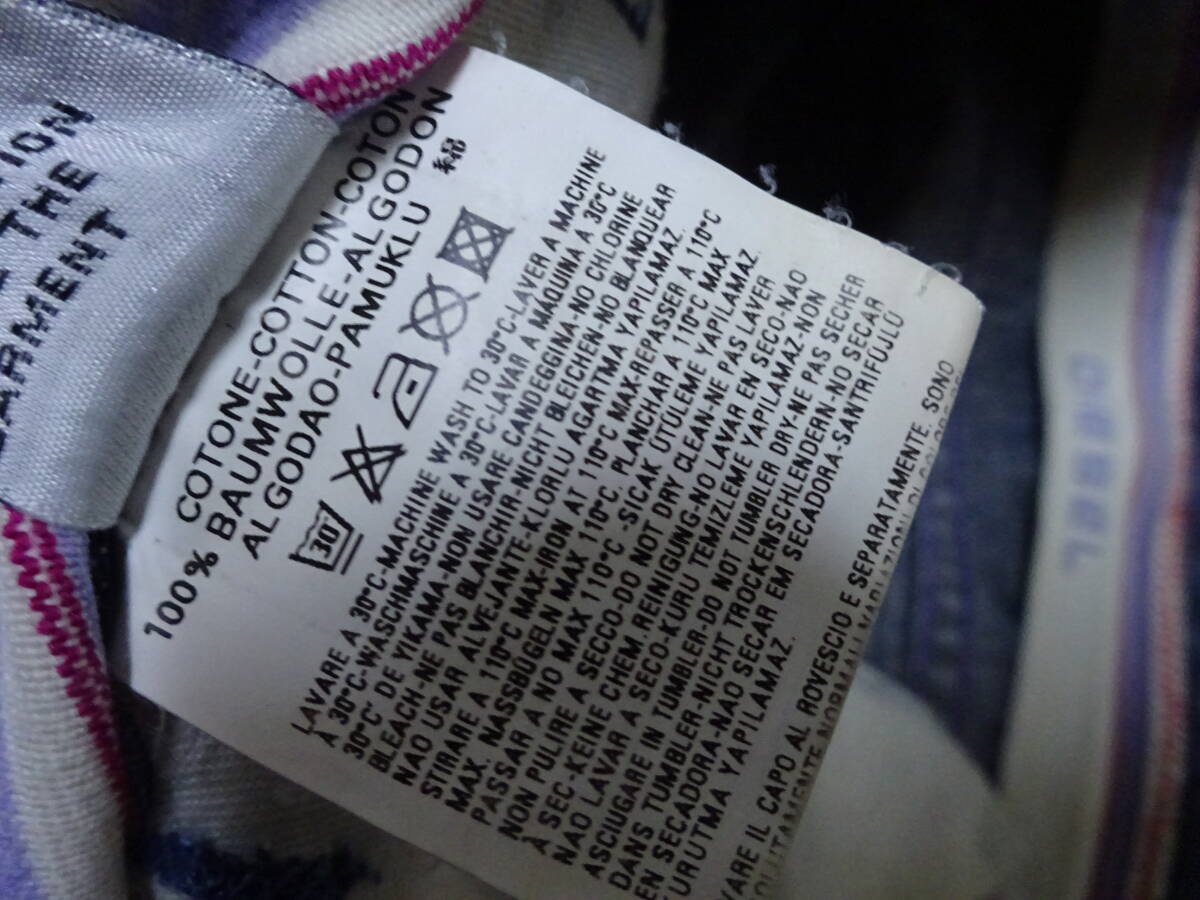 THE
GARMENT
COTONE-COTTON-COTON
100% BAUMWOLLE-ALGODON
ALGODAO-PAMUKLU 綿
30
LAVARE A 30°C-MACHINE WASH TO 30°C-LAVER A MACHINE
À 30°C-WASCHMASCHINE A 30°C-LAVAR A MÁQUINA A 30°C
30°C' DE YIKAMA-NON USARE CANDEGGINA-NO CHLORINE
BLEACH-NE PAS BLANCHIR-NICHT BLEICHEN-NO BLANQUEAR
NAO USAR ALVEJANTE-KLORLU AGARTMA YAPILAMAZ.
STIRARE A 110°C MAX-IRON AT 110°C MAX-REPASSER A 110°C
MAX. NASSBÜGELN MAX 110°C, PLANCHAR A 110°C MAX
PASSAR A NO MAX 110°C -SICAK ÜTÜLEME YAPILAMAZ.
NON PULIRE A SECCO-DO NOT DRY CLEAN-NE PAS LAVER
À SEC-KEINE CHEM REINIGUNG-NO LAVAR EN SECO-NAO
NAO LAVAR A SECO-KURU TEMIZLEME YAPILAMAZ-NON
ASCIUGARE IN TUMBLER-DO NOT TUMBLER DRY-NE PAS SECHER
DANS TUMBLER-NICHT TROCKENSCHLENDERN-NO SECAR
EN SECADORA-NAO SECAR EM SECADORA-SANTRIFÜJLÜ
URUTMA YAPILAMAZ.
ARE IL CAPO AL ROVESCIO E SEPARATAMENTE. SONO